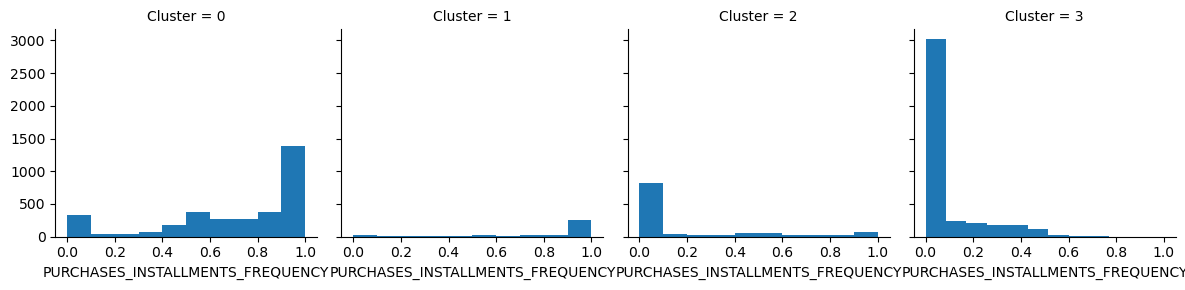 Cluster = 0 Cluster = 1 Cluster = 2 Cluster = 3
3000
2500
2000
1500
1000
500
0
0.0 0.2 0.4 0.6 0.8 1.0 0.0 0.2 0.4 0.6 0.8 1.0 0.0 0.2 0.4 0.6 0.8 1.0 0.0 0.2 0.4 0.6 0.8 1.0
PURCHASES_INSTALLMENTS_FREQUENCY PURCHASES_INSTALLMENTS_FREQUENCY PURCHASES_INSTALLMENTS_FREQUENCY PURCHASES_INSTALLMENTS_FREQUENCY